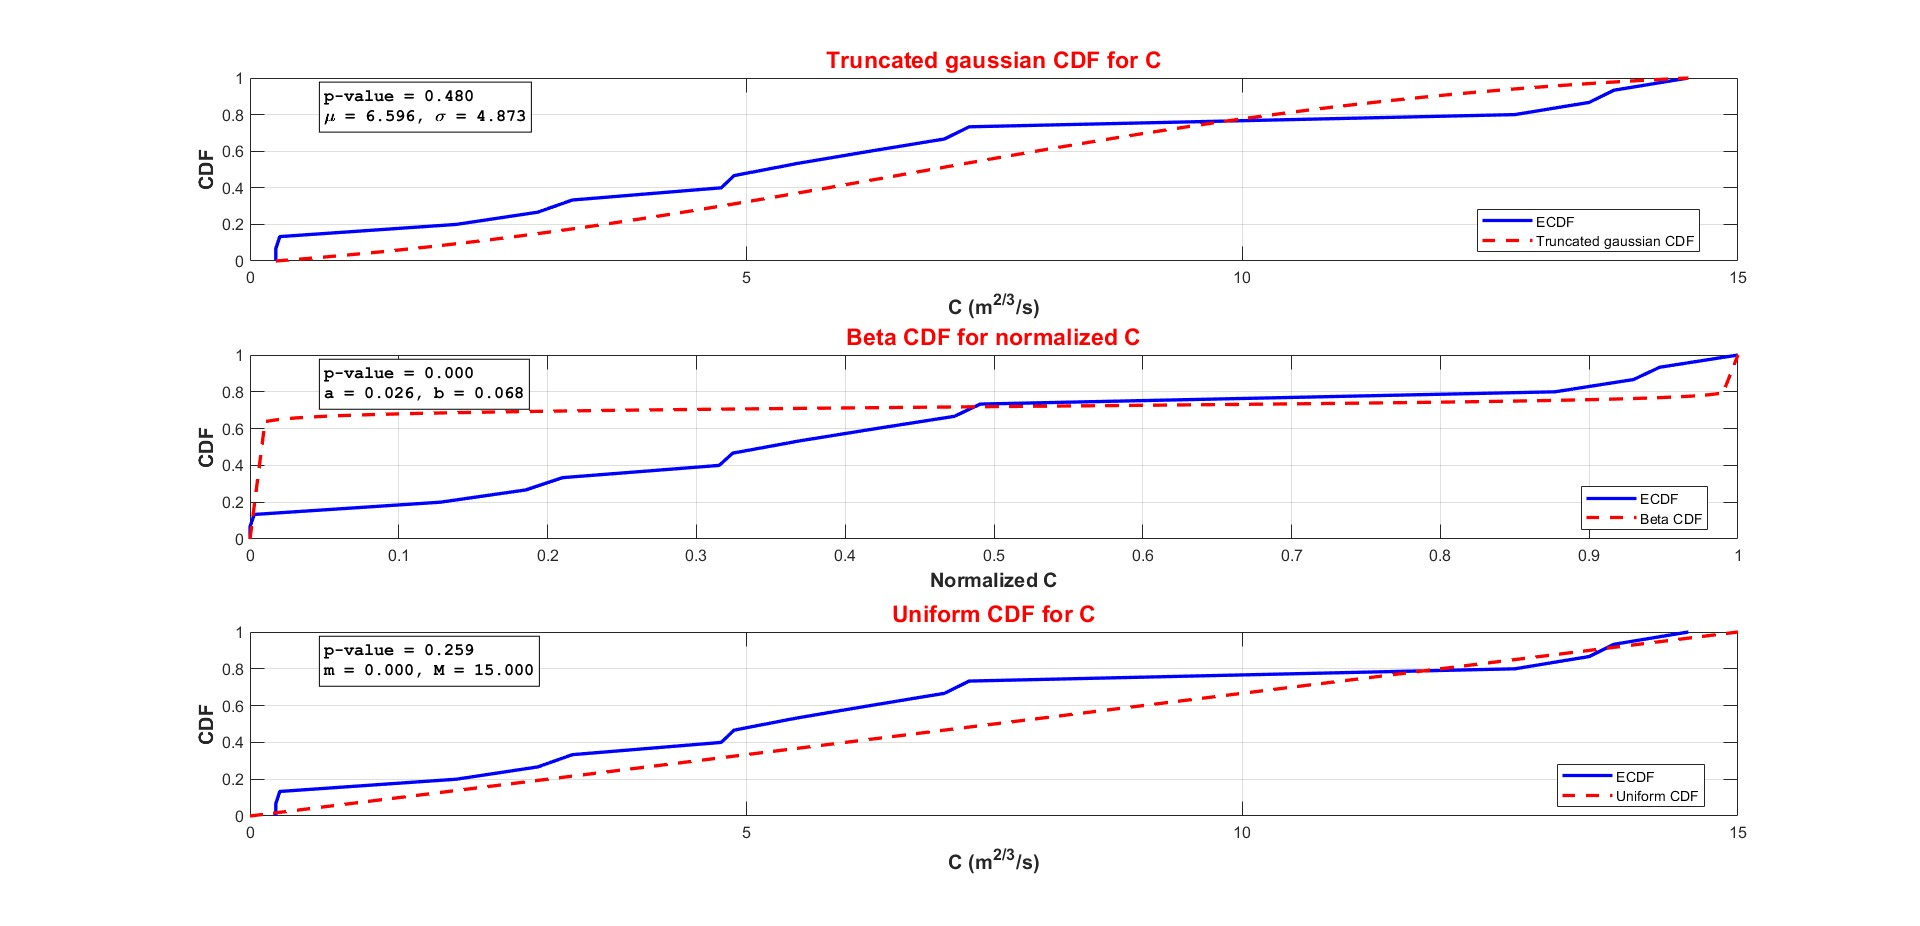 Truncated gaussian CDF for C
p-value = 0.480
μ = 6.596, σ = 4.873
1
0.8
0.6
0.4
0.2
0
CDF
ECDF
Truncated gaussian CDF
0 5 10 15
C (m^2/3/s)
Beta CDF for normalized C
p-value = 0.000
a = 0.026, b = 0.068
1
0.8
0.6
0.4
0.2
0
CDF
ECDF
Beta CDF
0 0.1 0.2 0.3 0.4 0.5 0.6 0.7 0.8 0.9 1
Normalized C
Uniform CDF for C
p-value = 0.259
m = 0.000, M = 15.000
1
0.8
0.6
0.4
0.2
0
CDF
ECDF
Uniform CDF
0 5 10 15
C (m^2/3/s)